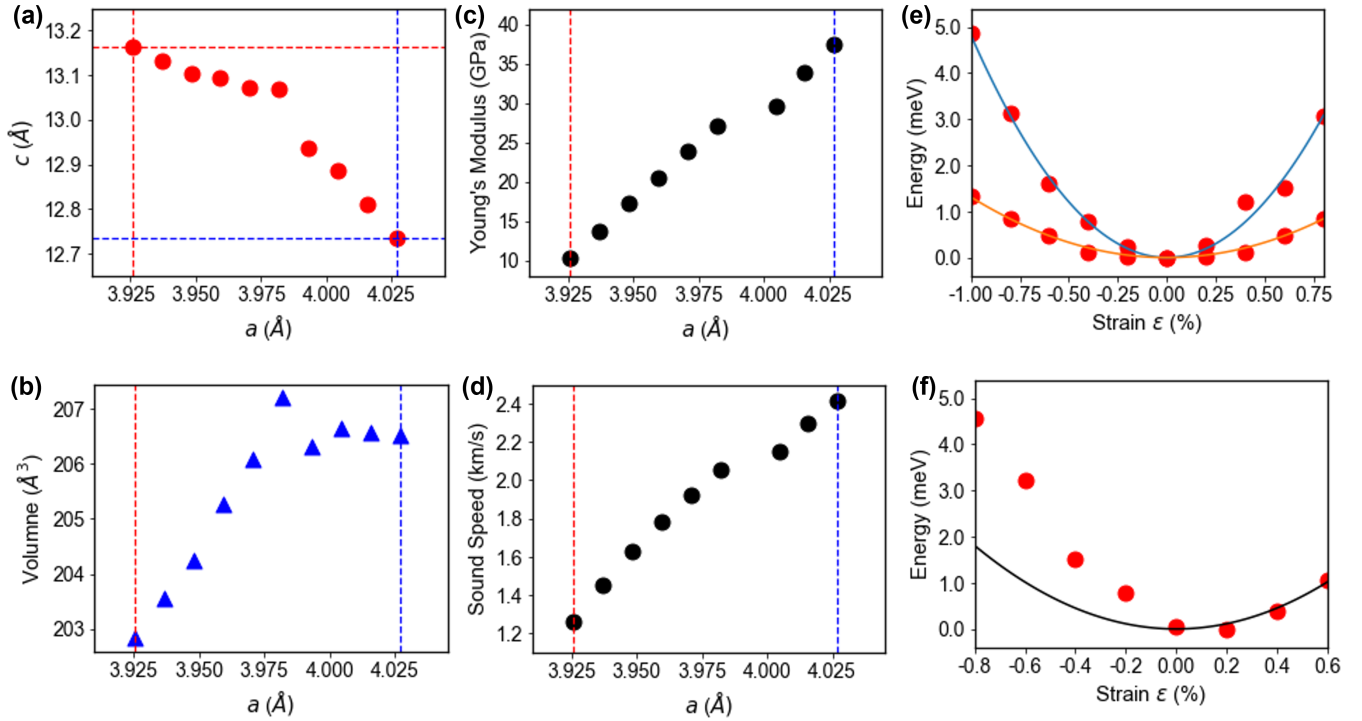 (a)
13.2
13.1
13.0
12.9
12.8
12.7
c (Å)
3.925 3.950 3.975 4.000 4.025
a (Å)
(c)
40
35
30
25
20
15
10
Young's Modulus (GPa)
3.925 3.950 3.975 4.000 4.025
a (Å)
(e)
5.0
4.0
3.0
2.0
1.0
0.0
Energy (meV)
-1.00 -0.75 -0.50 -0.25 0.00 0.25 0.50 0.75
Strain ε (%)
(b)
207
206
205
204
203
Volumne (Å³)
3.925 3.950 3.975 4.000 4.025
a (Å)
(d)
2.4
2.2
2.0
1.8
1.6
1.4
1.2
Sound Speed (km/s)
3.925 3.950 3.975 4.000 4.025
a (Å)
(f)
5.0
4.0
3.0
2.0
1.0
0.0
Energy (meV)
-0.8 -0.6 -0.4 -0.2 0.00 0.2 0.4 0.6
Strain ε (%)